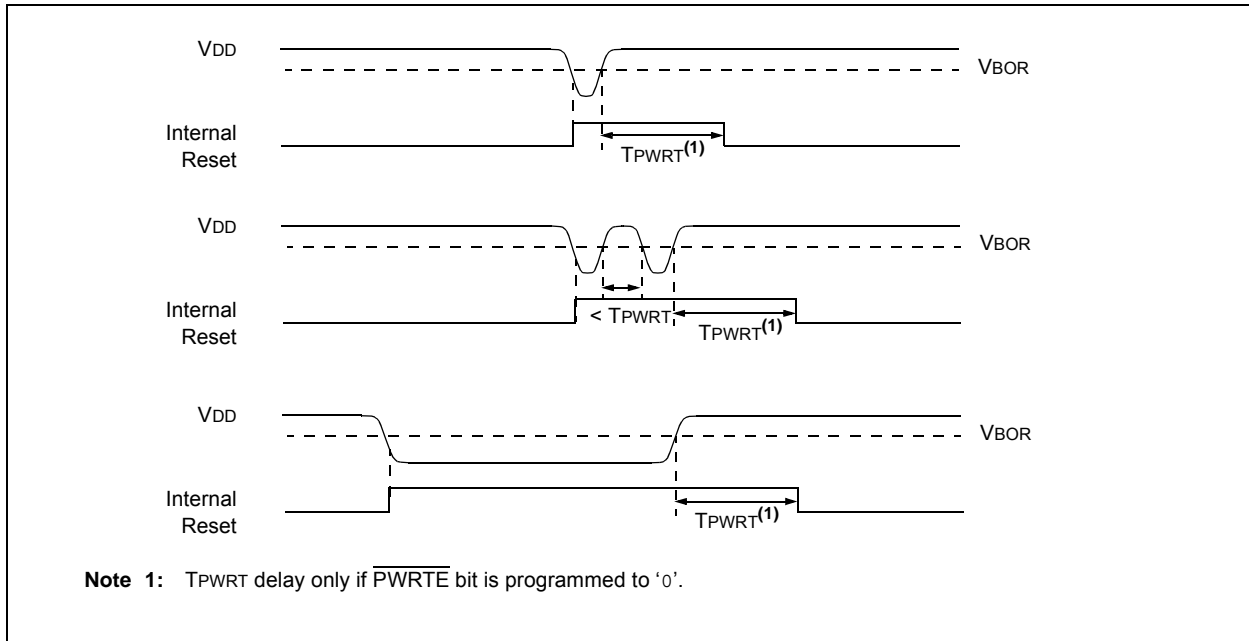 VDD
VBOR
Internal
Reset
TPWRT(1)
VDD
VBOR
Internal
Reset
< TPWRT
TPWRT(1)
VDD
VBOR
Internal
Reset
TPWRT(1)
Note 1: TPWRT delay only if PWRTE bit is programmed to ‘0’.